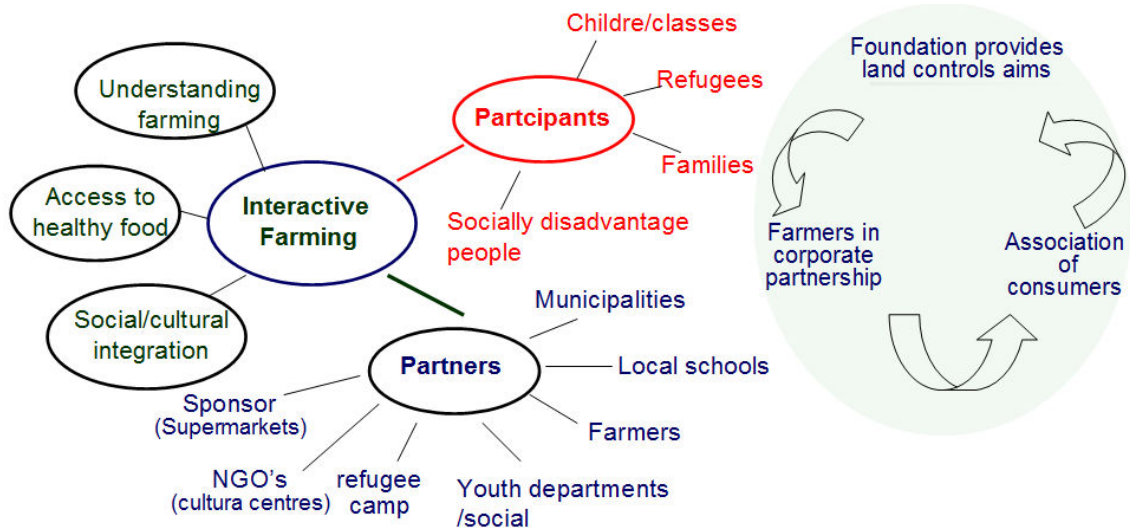 Understanding
farming
Access to
healthy food
Social/cultural
integration
Interactive
Farming
Partcipants
Childre/classes
Refugees
Families
Socially disadvantage
people
Partners
Municipalities
Local schools
Farmers
Youth departments
/social
refugee
camp
NGO's
(cultura centres)
Sponsor
(Supermarkets)
Foundation provides
land controls aims
Farmers in
corporate
partnership
Association
of
consumers